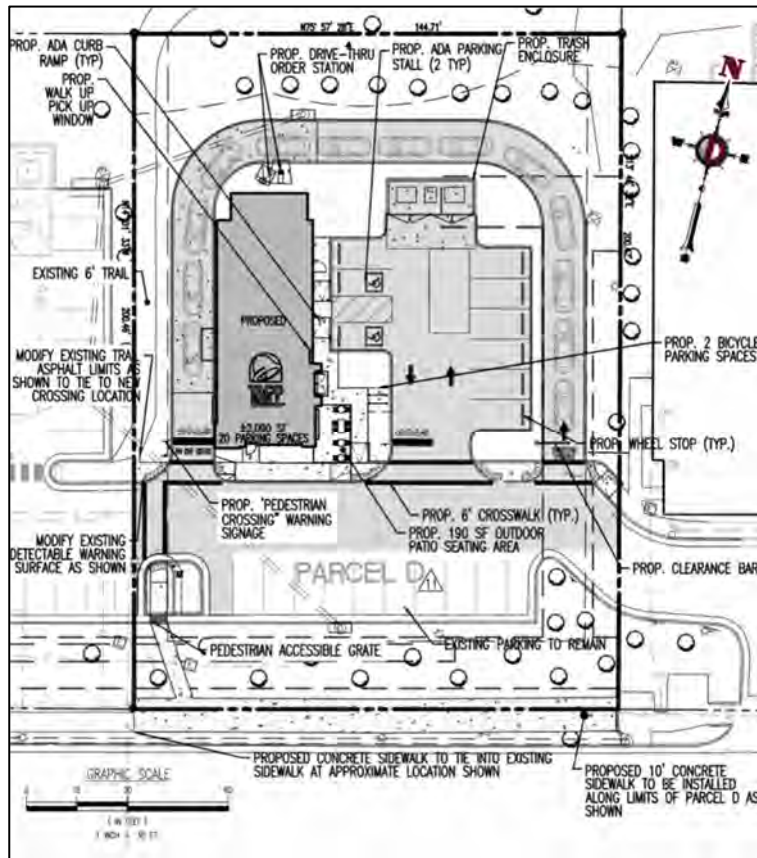 N75° 57' 28"E
144.71'
PROP. ADA CURB
RAMP (TYP)
PROP.
WALK UP
PICK UP
WINDOW
PROP. DRIVE-THRU
ORDER STATION
PROP. ADA PARKING
STALL (2 TYP)
PROP. TRASH
ENCLOSURE
N
D
EXISTING 6' TRAIL
MODIFY EXISTING TRAIL
ASPHALT LIMITS AS
SHOWN TO TIE TO NEW
CROSSING LOCATION
PROPOSED
±3,000 SF
20 PARKING SPACES
PROP. 2 BICYCLE
PARKING SPACES
PROP. WHEEL STOP (TYP.)
PROP. "PEDESTRIAN
CROSSING" WARNING
SIGNAGE
PROP. 6' CROSSWALK (TYP.)
PROP. 190 SF OUTDOOR
PATIO SEATING AREA
MODIFY EXISTING
DETECTABLE WARNING
SURFACE AS SHOWN
PROP. CLEARANCE BAR
PARCEL D
11
PEDESTRIAN ACCESSIBLE GRATE
EXISTING PARKING TO REMAIN
PROPOSED CONCRETE SIDEWALK TO TIE INTO EXISTING
SIDEWALK AT APPROXIMATE LOCATION SHOWN
PROPOSED 10' CONCRETE
SIDEWALK TO BE INSTALLED
ALONG LIMITS OF PARCEL D AS
SHOWN
GRAPHIC SCALE